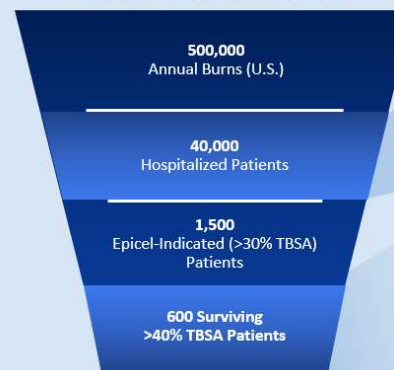 500,000
Annual Burns (U.S.)
40,000
Hospitalized Patients
1,500
Epicel-Indicated (>30% TBSA)
Patients
600 Surviving
>40% TBSA Patients